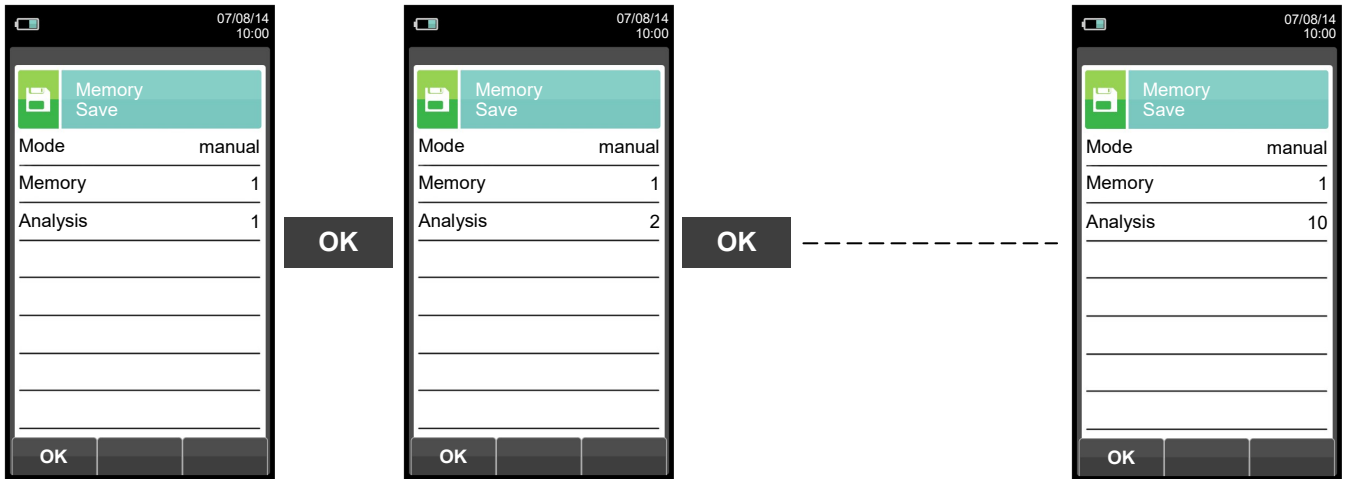 07/08/14
10:00
Memory
Save
Mode manual
Memory 1
Analysis 1
OK
OK
07/08/14
10:00
Memory
Save
Mode manual
Memory 1
Analysis 2
OK
OK
07/08/14
10:00
Memory
Save
Mode manual
Memory 1
Analysis 10
OK